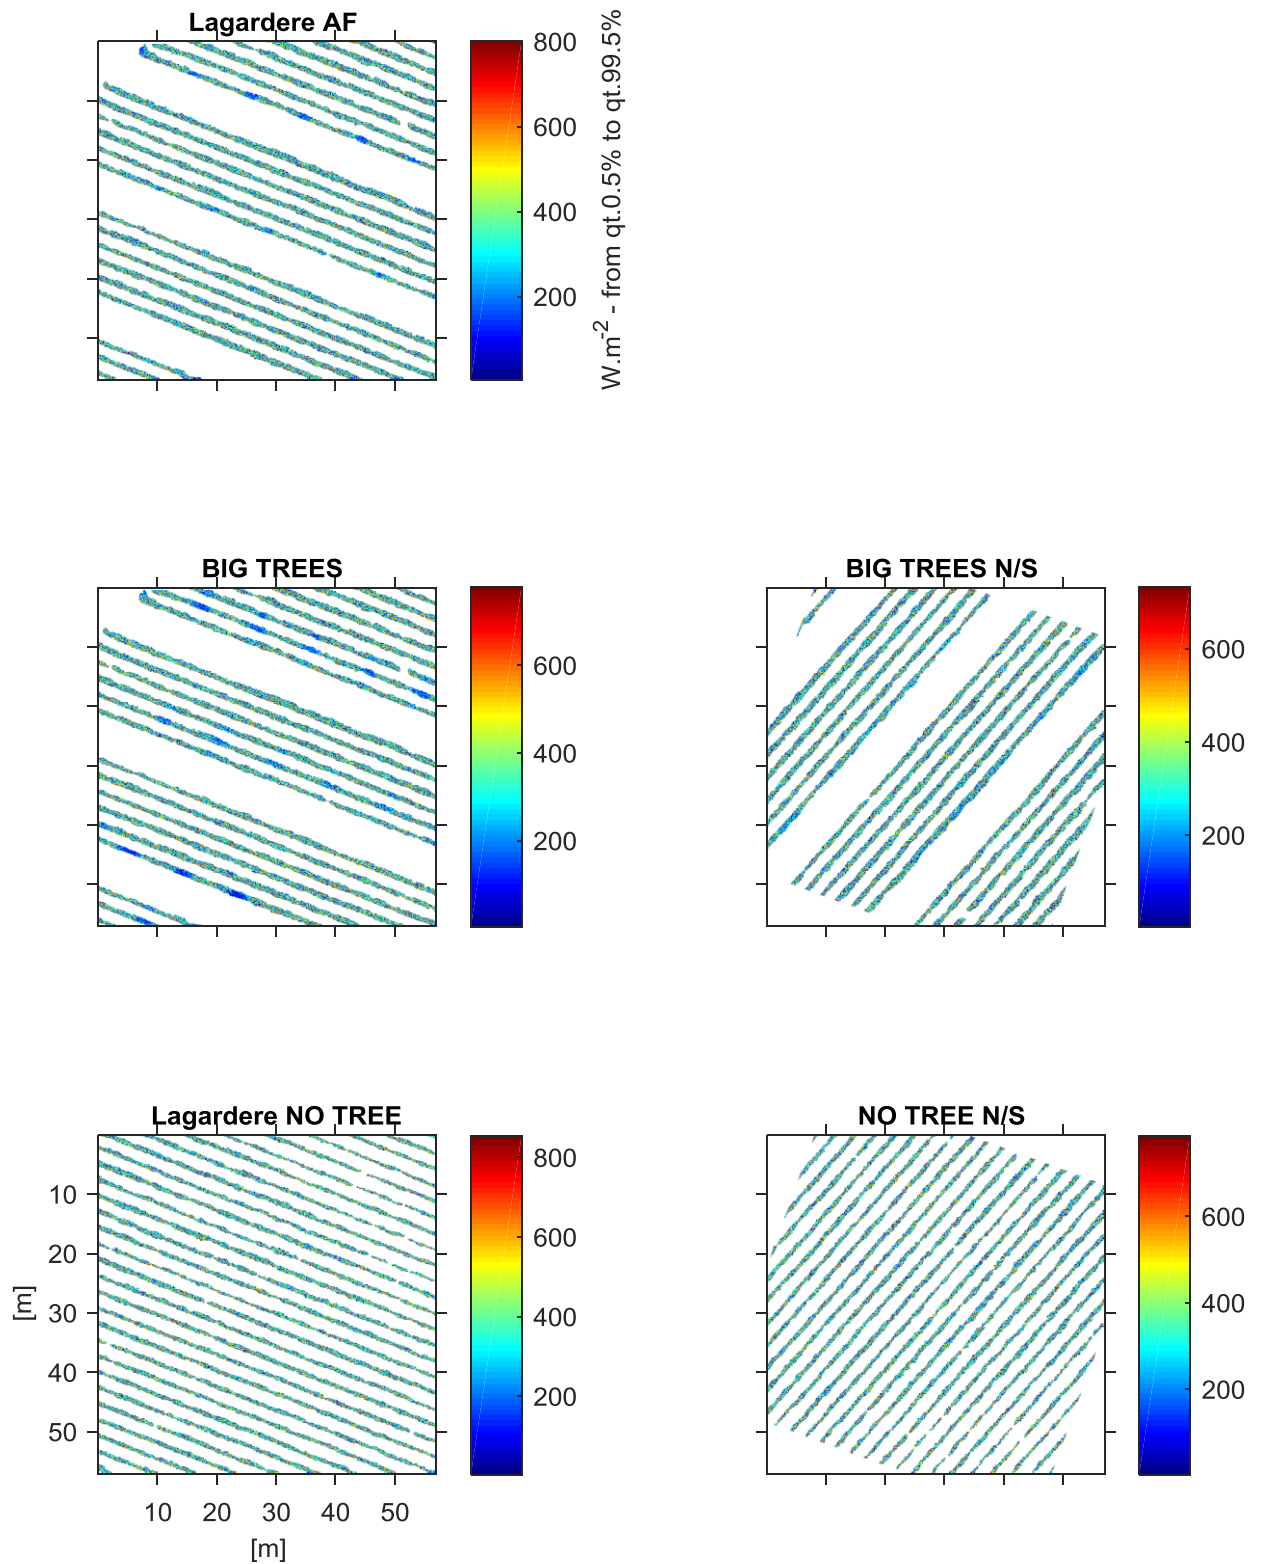 Lagardere AF
800
600
400
200
W.m-2 - from qt.0.5% to qt.99.5%
BIG TREES
600
400
200
BIG TREES N/S
600
400
200
Lagardere NO TREE
10
20
30
40
50
[m]
10 20 30 40 50
[m]
800
600
400
200
NO TREE N/S
600
400
200